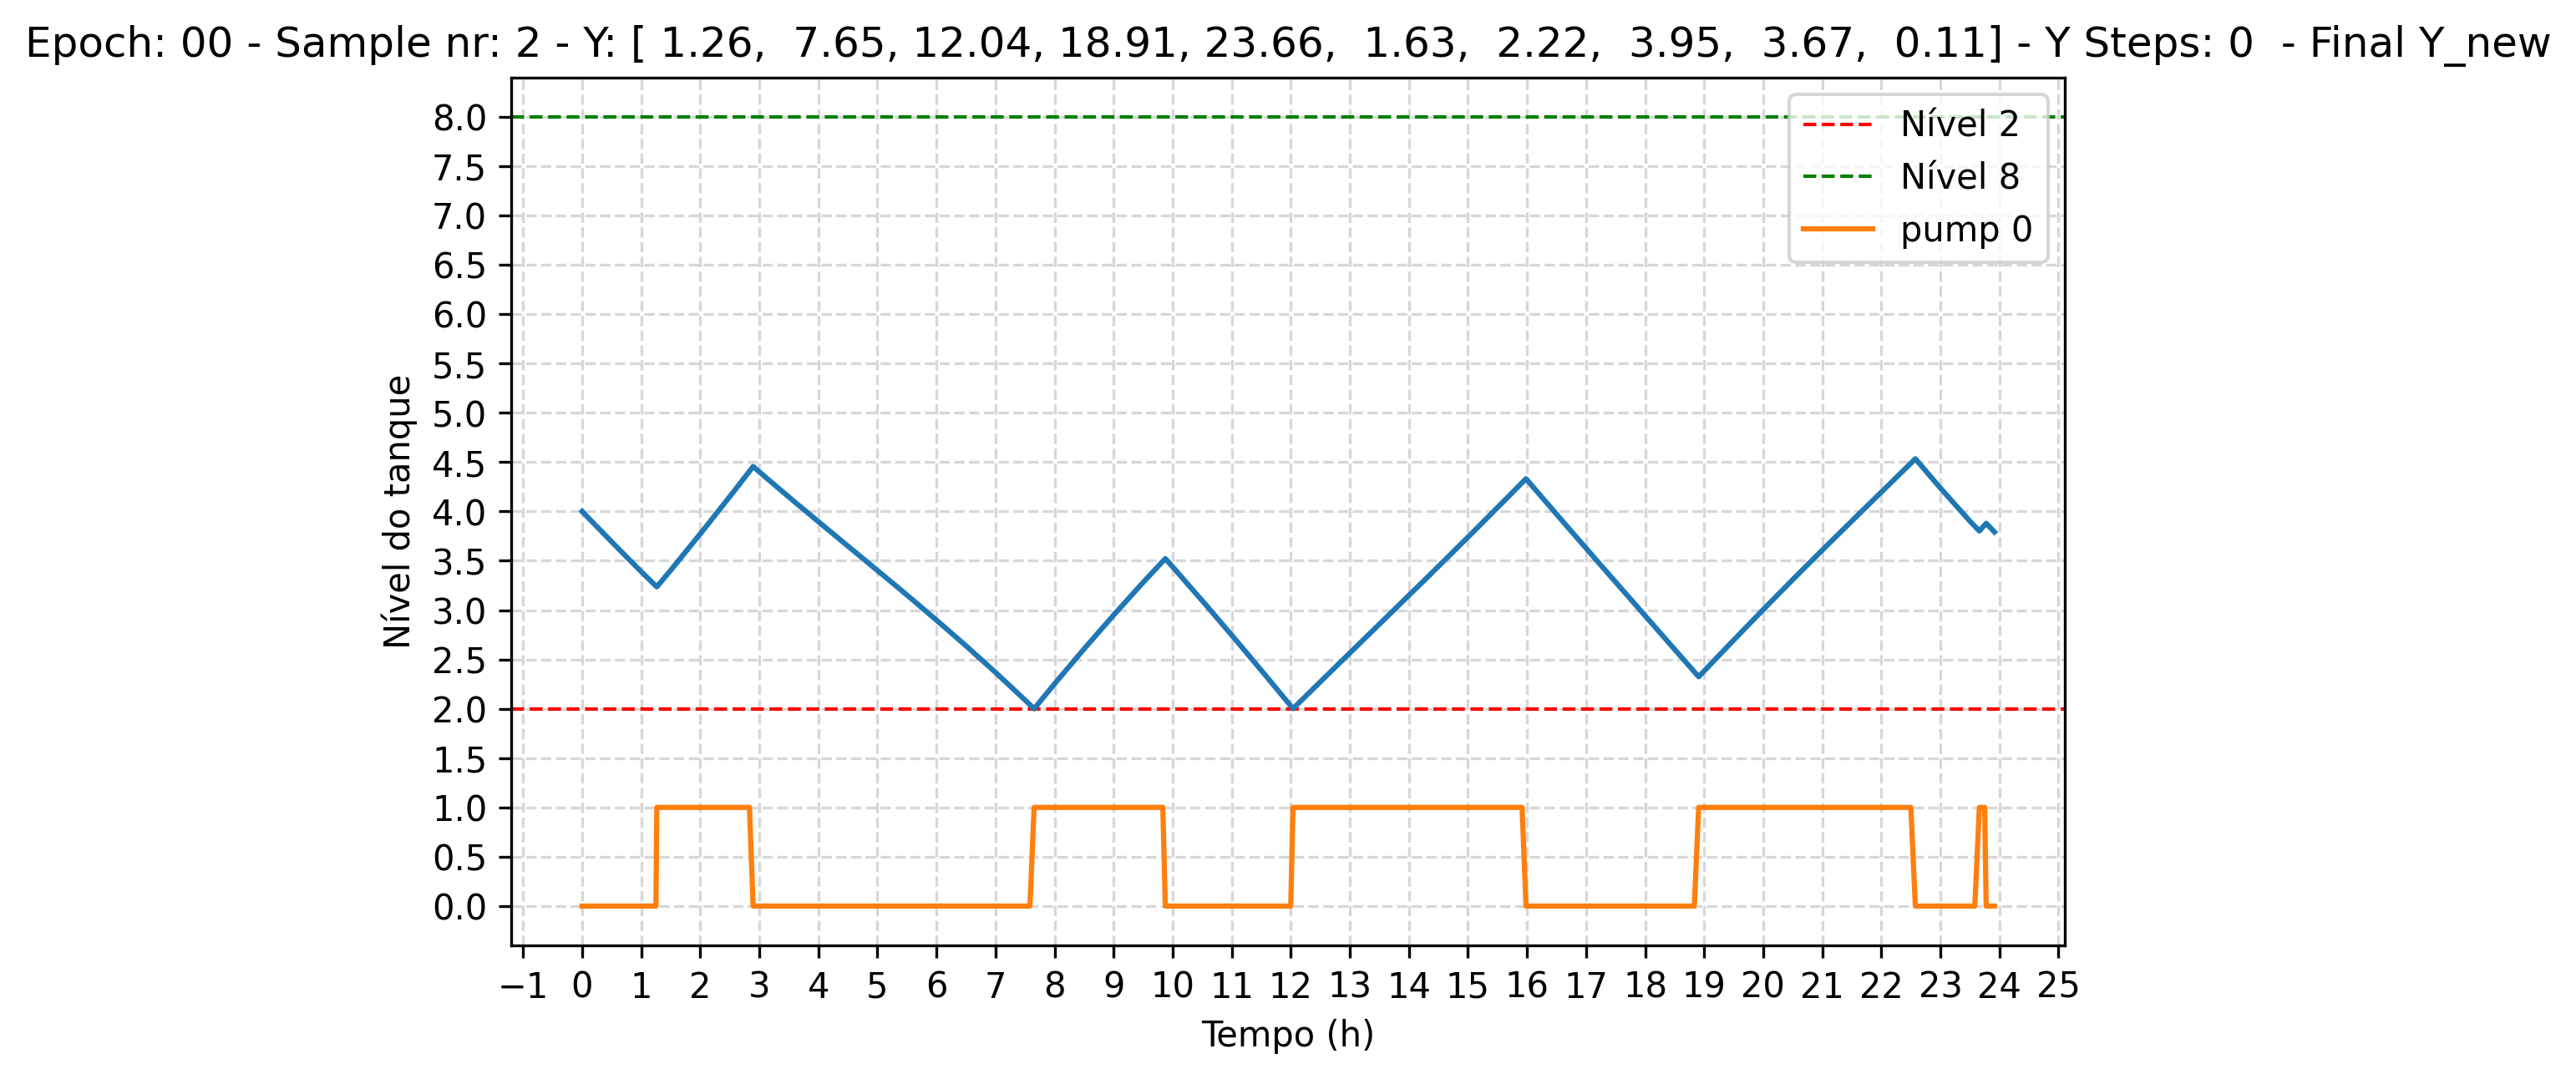 Epoch: 00 - Sample nr: 2 - Y: [ 1.26,  7.65, 12.04, 18.91, 23.66,  1.63,  2.22,  3.95,  3.67,  0.11] - Y Steps: 0  - Final Y_new
Nível 2
Nível 8
pump 0
8.0
7.5
7.0
6.5
6.0
5.5
5.0
4.5
4.0
3.5
3.0
2.5
2.0
1.5
1.0
0.5
0.0
Nível do tanque
−1 0 1 2 3 4 5 6 7 8 9 10 11 12 13 14 15 16 17 18 19 20 21 22 23 24 25
Tempo (h)